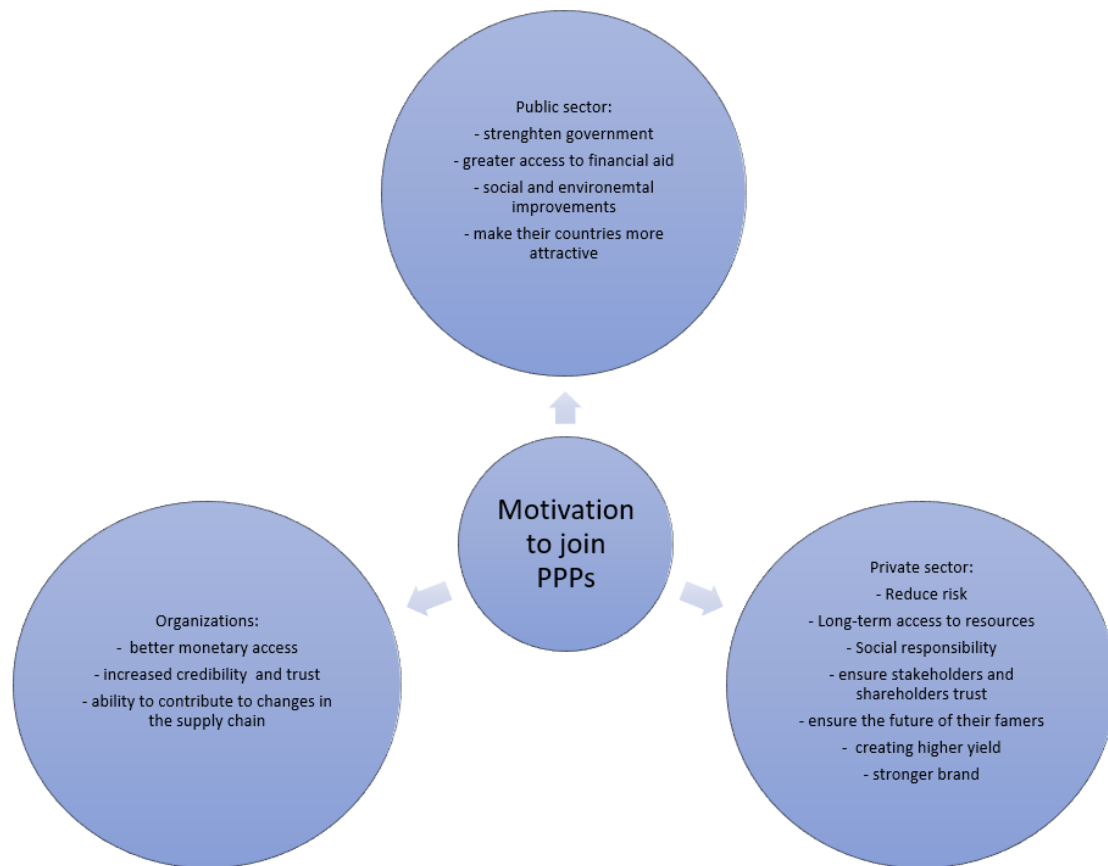 Public sector:
- strenghten government
- greater access to financial aid
- social and environemtal
improvements
- make their countries more
attractive
Motivation
to join
PPPs
Organizations:
- better monetary access
- increased credibility and trust
- ability to contribute to changes in
the supply chain
Private sector:
- Reduce risk
- Long-term access to resources
- Social responsibility
- ensure stakeholders and
shareholders trust
- ensure the future of their famers
- creating higher yield
- stronger brand